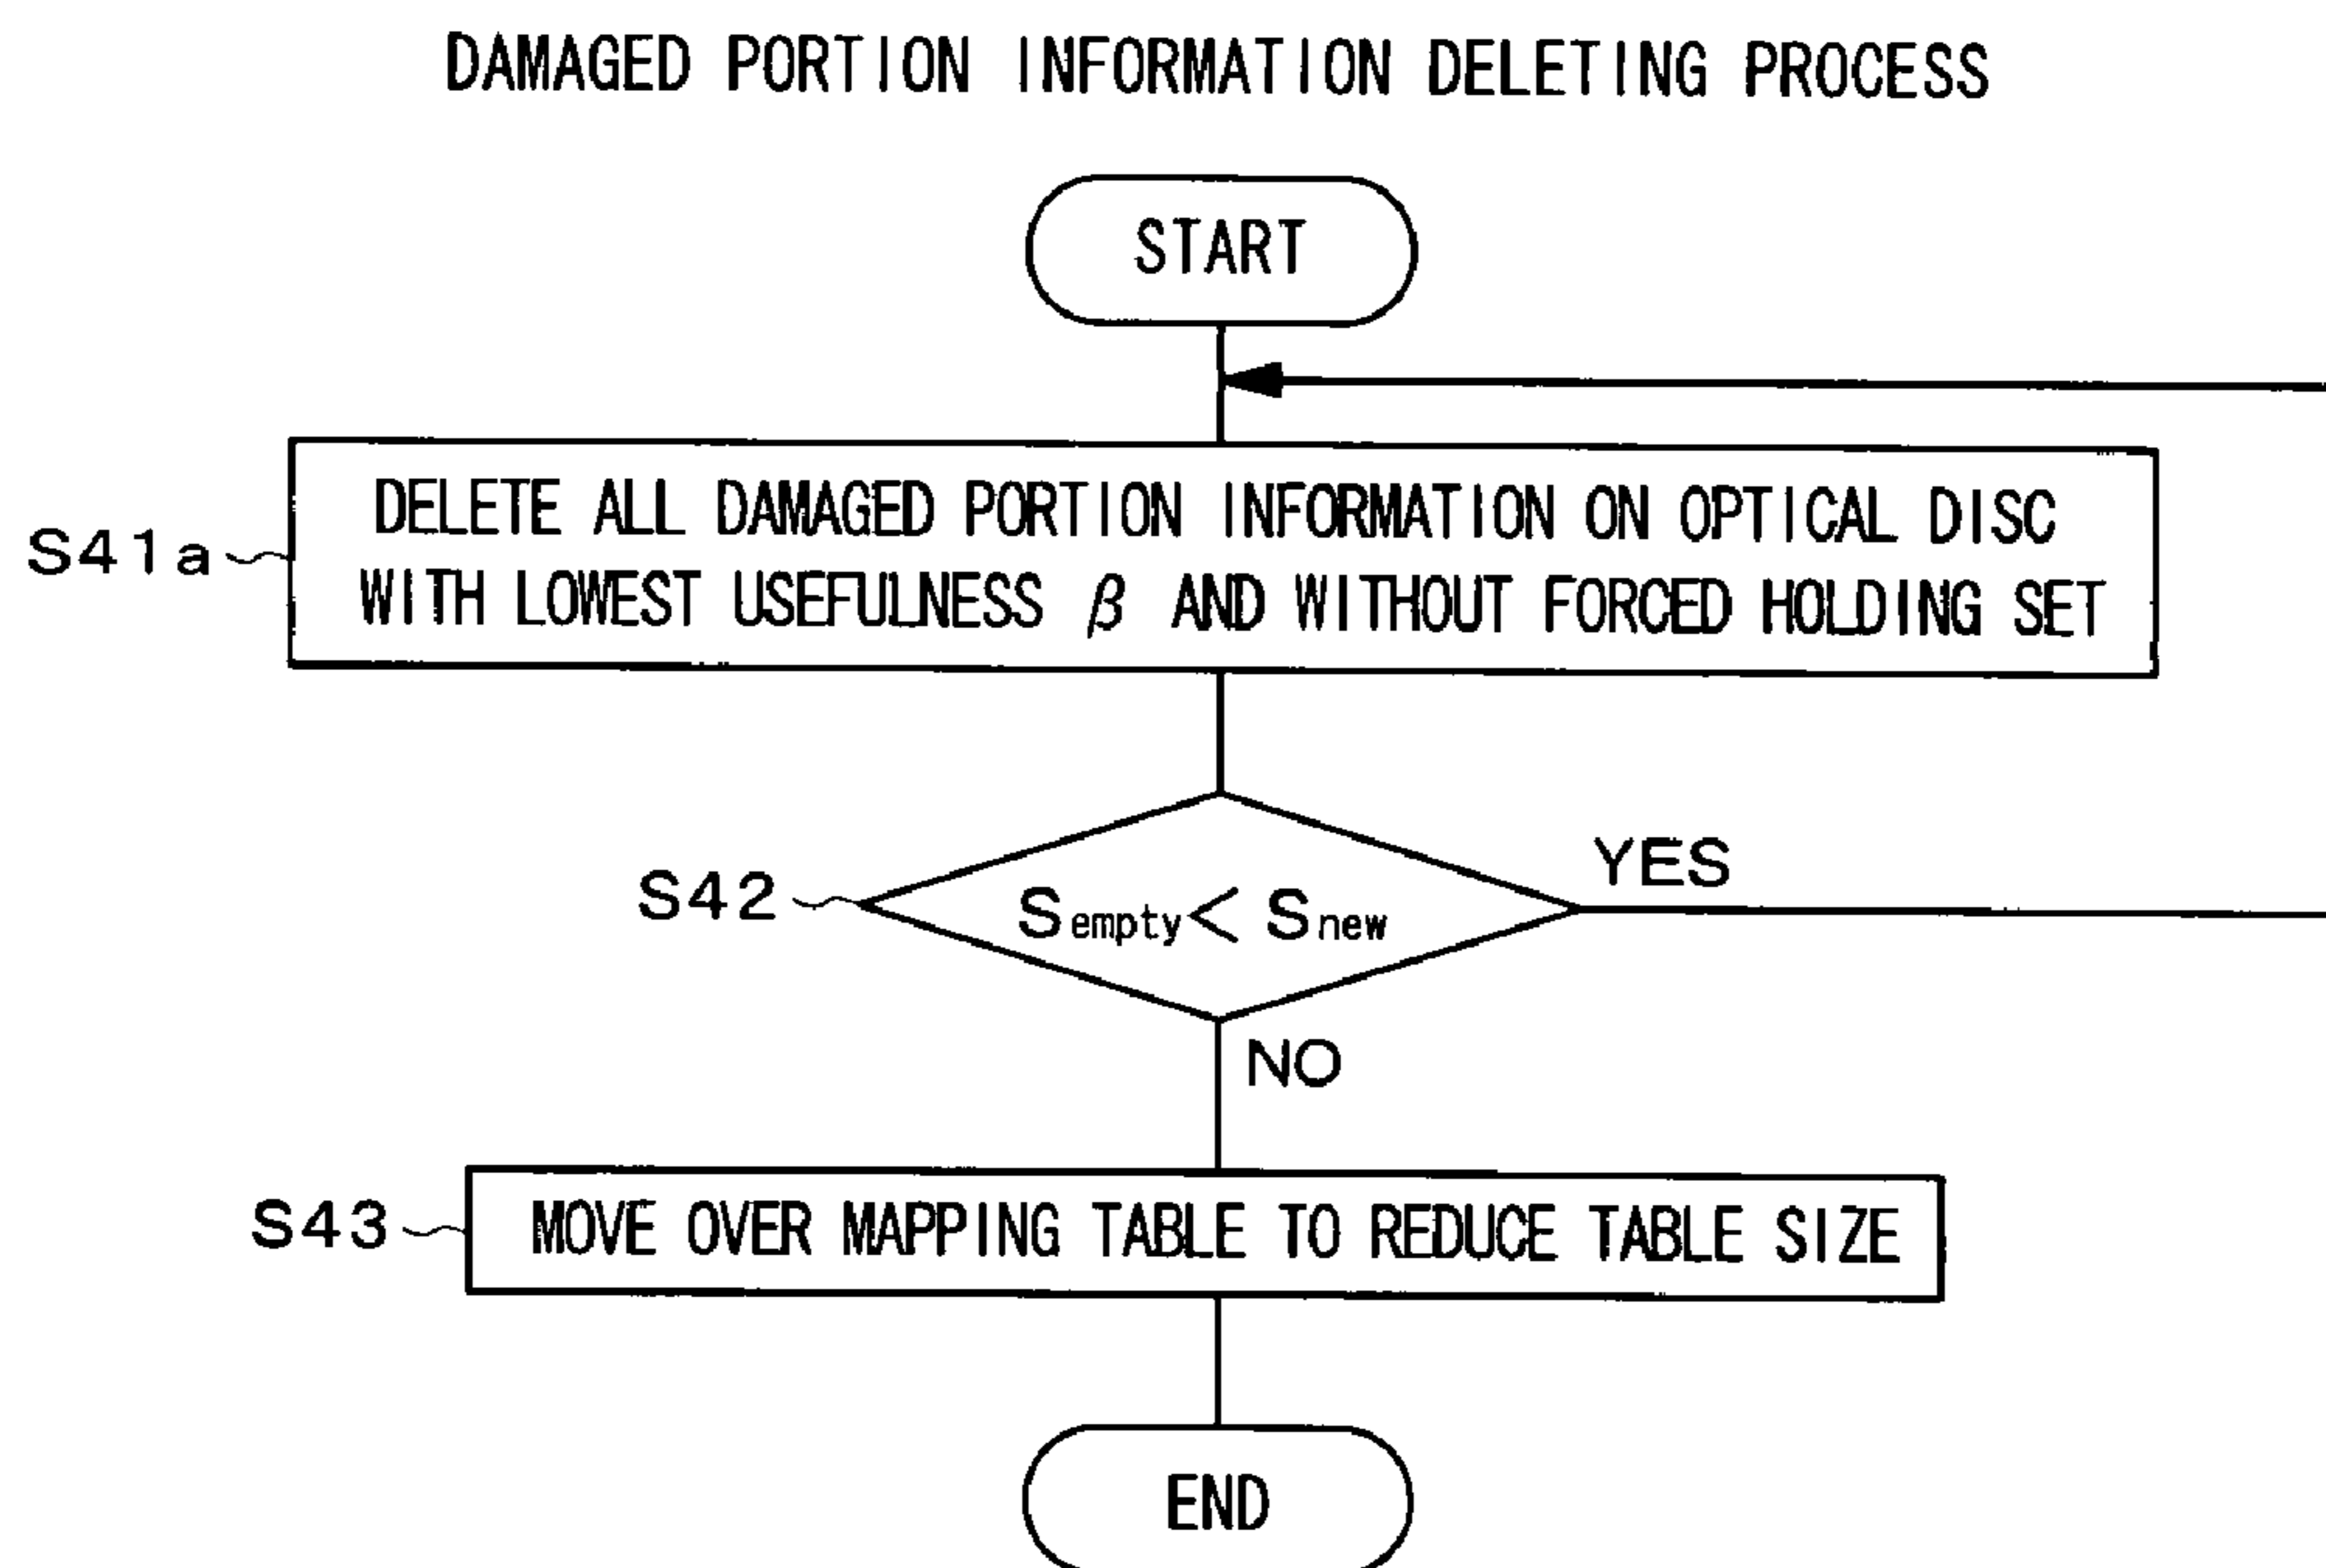 DAMAGED PORTION INFORMATION DELETING PROCESS
START
S41a
DELETE ALL DAMAGED PORTION INFORMATION ON OPTICAL DISC
WITH LOWEST USEFULNESS β AND WITHOUT FORCED HOLDING SET
S42
Sempty< Snew
YES
NO
S43
MOVE OVER MAPPING TABLE TO REDUCE TABLE SIZE
END